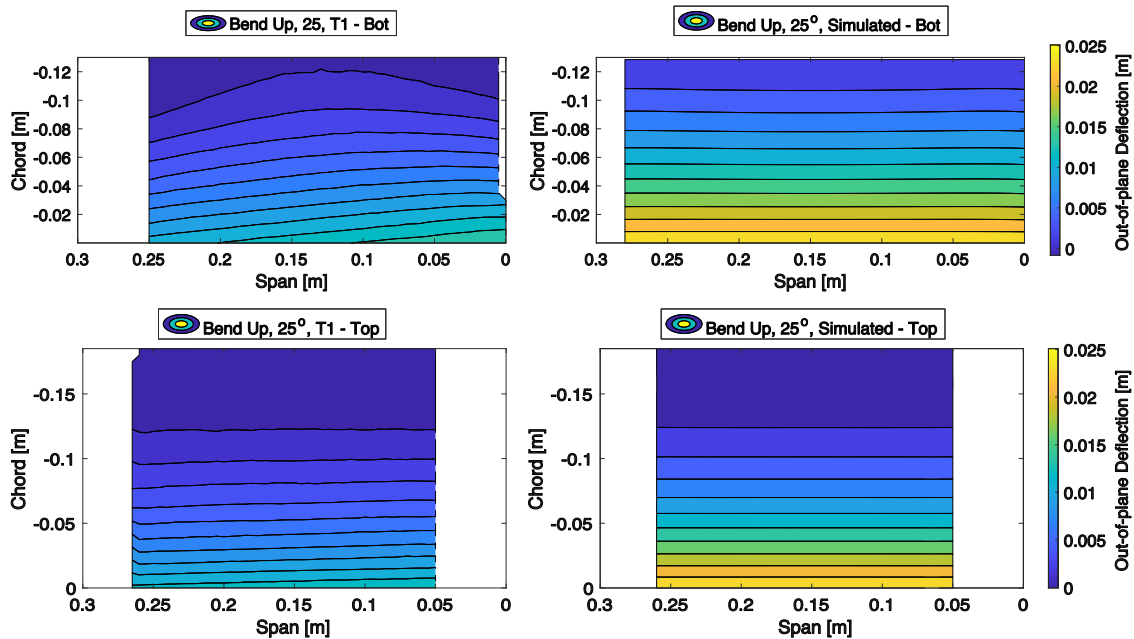 Bend Up, 25, T1 - Bot
Bend Up, 25°, Simulated - Bot
Chord [m]
-0.12
-0.1
-0.08
-0.06
-0.04
-0.02
0.3 0.25 0.2 0.15 0.1 0.05 0
Span [m]
Chord [m]
-0.12
-0.1
-0.08
-0.06
-0.04
-0.02
0.3 0.25 0.2 0.15 0.1 0.05 0
Span [m]
0.025
0.02
0.015
0.01
0.005
0
Out-of-plane Deflection [m]
Bend Up, 25°, T1 - Top
Bend Up, 25°, Simulated - Top
Chord [m]
-0.15
-0.1
-0.05
0
0.3 0.25 0.2 0.15 0.1 0.05 0
Span [m]
Chord [m]
-0.15
-0.1
-0.05
0
0.3 0.25 0.2 0.15 0.1 0.05 0
Span [m]
0.025
0.02
0.015
0.01
0.005
0
Out-of-plane Deflection [m]